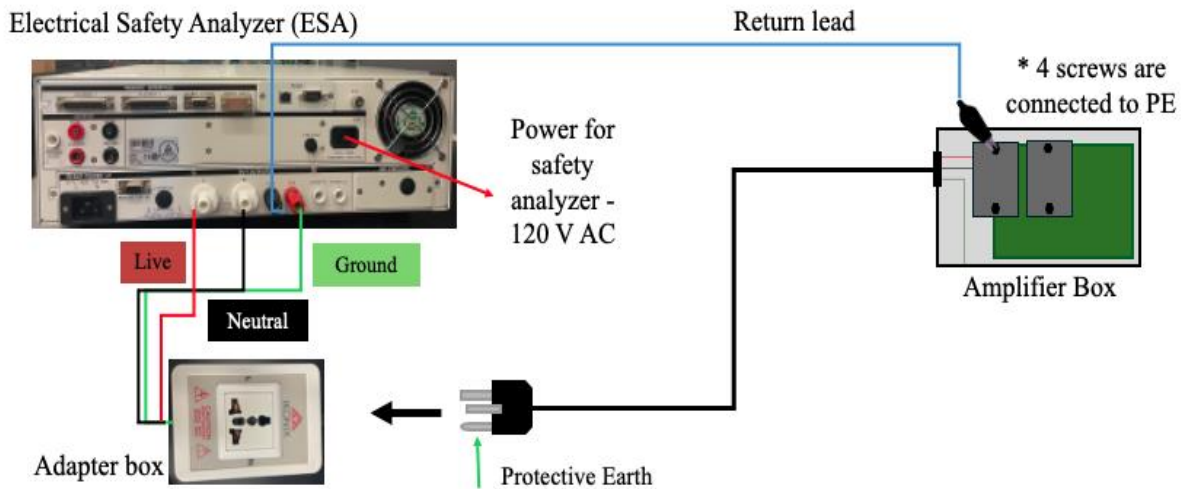 Electrical Safety Analyzer (ESA)
Return lead
* 4 screws are
connected to PE
Power for
safety
analyzer -
120 V AC
Live
Ground
Neutral
Amplifier Box
IKONIX
Adapter box
Protective Earth